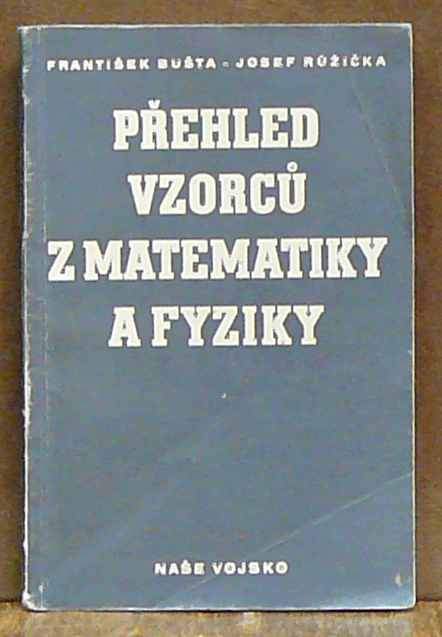 FRANTIŠEK BUŠTA - JOSEF RŮŽIČKA
PŘEHLED
VZORCŮ
Z MATEMATIKY
A FYZIKY
NAŠE VOJSKO